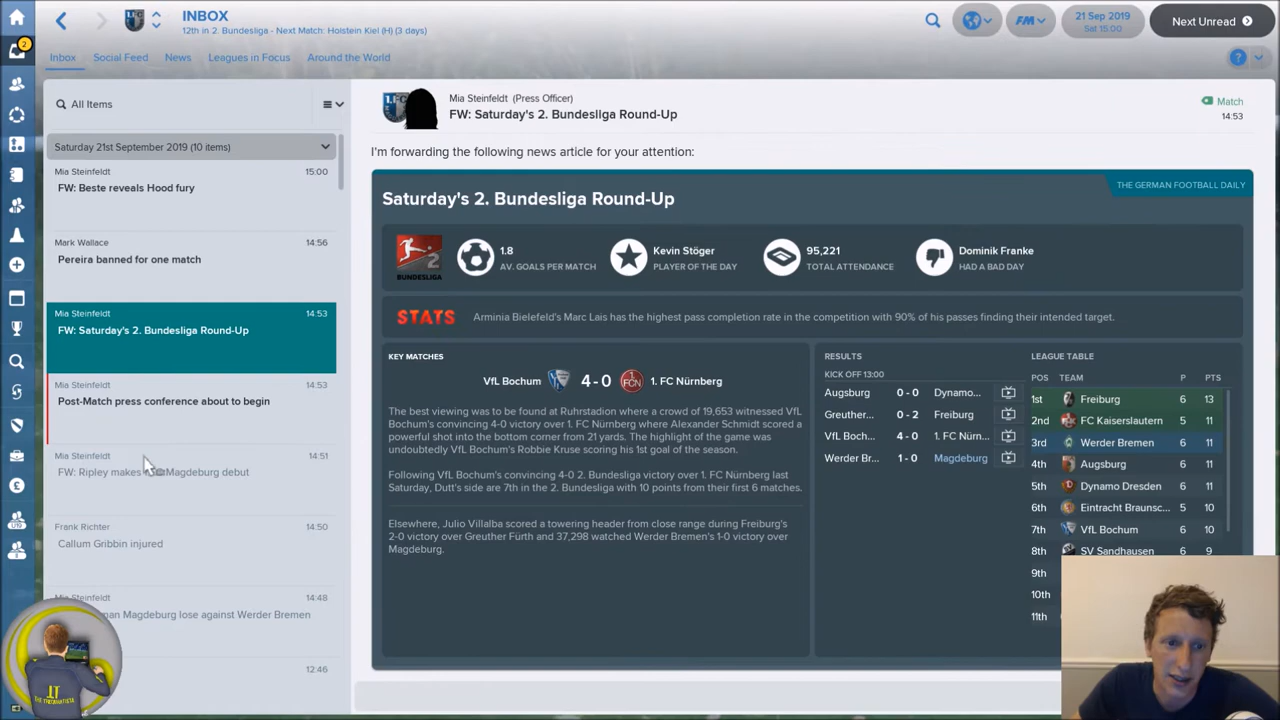 INBOX
12th in 2. Bundesliga - Next Match: Holstein Kiel (H) (3 days)
2
FM
21 Sep 2019
Sat 15:00
Next Unread
Inbox
Social Feed
News
Leagues in Focus
Around the World
?
All Items
Saturday 21st September 2019 (10 items)
Mia Steinfeldt 15:00
FW: Beste reveals Hood fury
Mark Wallace 14:56
Pereira banned for one match
Mia Steinfeldt 14:53
FW: Saturday's 2. Bundesliga Round-Up
Mia Steinfeldt 14:53
Post-Match press conference about to begin
Mia Steinfeldt 14:51
FW: Ripley makes Magdeburg debut
Frank Richter 14:50
Callum Gribbin injured
Steinfeldt 14:48
Magdeburg lose against Werder Bremen
12:46
Mia Steinfeldt (Press Officer)
FW: Saturday's 2. Bundesliga Round-Up
Match
14:53
I'm forwarding the following news article for your attention:
THE GERMAN FOOTBALL DAILY
Saturday's 2. Bundesliga Round-Up
BUNDESLIGA
1.8
AV. GOALS PER MATCH
Kevin Stöger
PLAYER OF THE DAY
95,221
TOTAL ATTENDANCE
Dominik Franke
HAD A BAD DAY
STATS
Arminia Bielefeld's Marc Lais has the highest pass completion rate in the competition with 90% of his passes finding their intended target.
KEY MATCHES
VfL Bochum 4-0 1. FC Nürnberg
The best viewing was to be found at Ruhrstadion where a crowd of 19,653 witnessed VfL
Bochum's convincing 4-0 victory over 1. FC Nürnberg where Alexander Schmidt scored a
powerful shot into the bottom corner from 21 yards. The highlight of the game was
undoubtedly VfL Bochum's Robbie Kruse scoring his 1st goal of the season.
Following VfL Bochum's convincing 4-0 2. Bundesliga victory over 1. FC Nürnberg last
Saturday, Dutt's side are 7th in the 2. Bundesliga with 10 points from their first 6 matches.
Elsewhere, Julio Villalba scored a towering header from close range during Freiburg's
2-0 victory over Greuther Fürth and 37,298 watched Werder Bremen's 1-0 victory over
Magdeburg.
RESULTS
KICK OFF 13:00
Augsburg 0 - 0 Dynamo...
Greuther... 0 - 2 Freiburg
VfL Boch... 4 - 0 1. FC Nürn...
Werder Br... 1 - 0 Magdeburg
LEAGUE TABLE
POS TEAM P PTS
1st Freiburg 6 13
2nd FC Kaiserslautern 5 11
3rd Werder Bremen 6 11
4th Augsburg 6 11
5th Dynamo Dresden 6 11
6th Eintracht Braunsc... 5 10
7th VfL Bochum 6 10
8th SV Sandhausen 6 9
9th
10th
11th